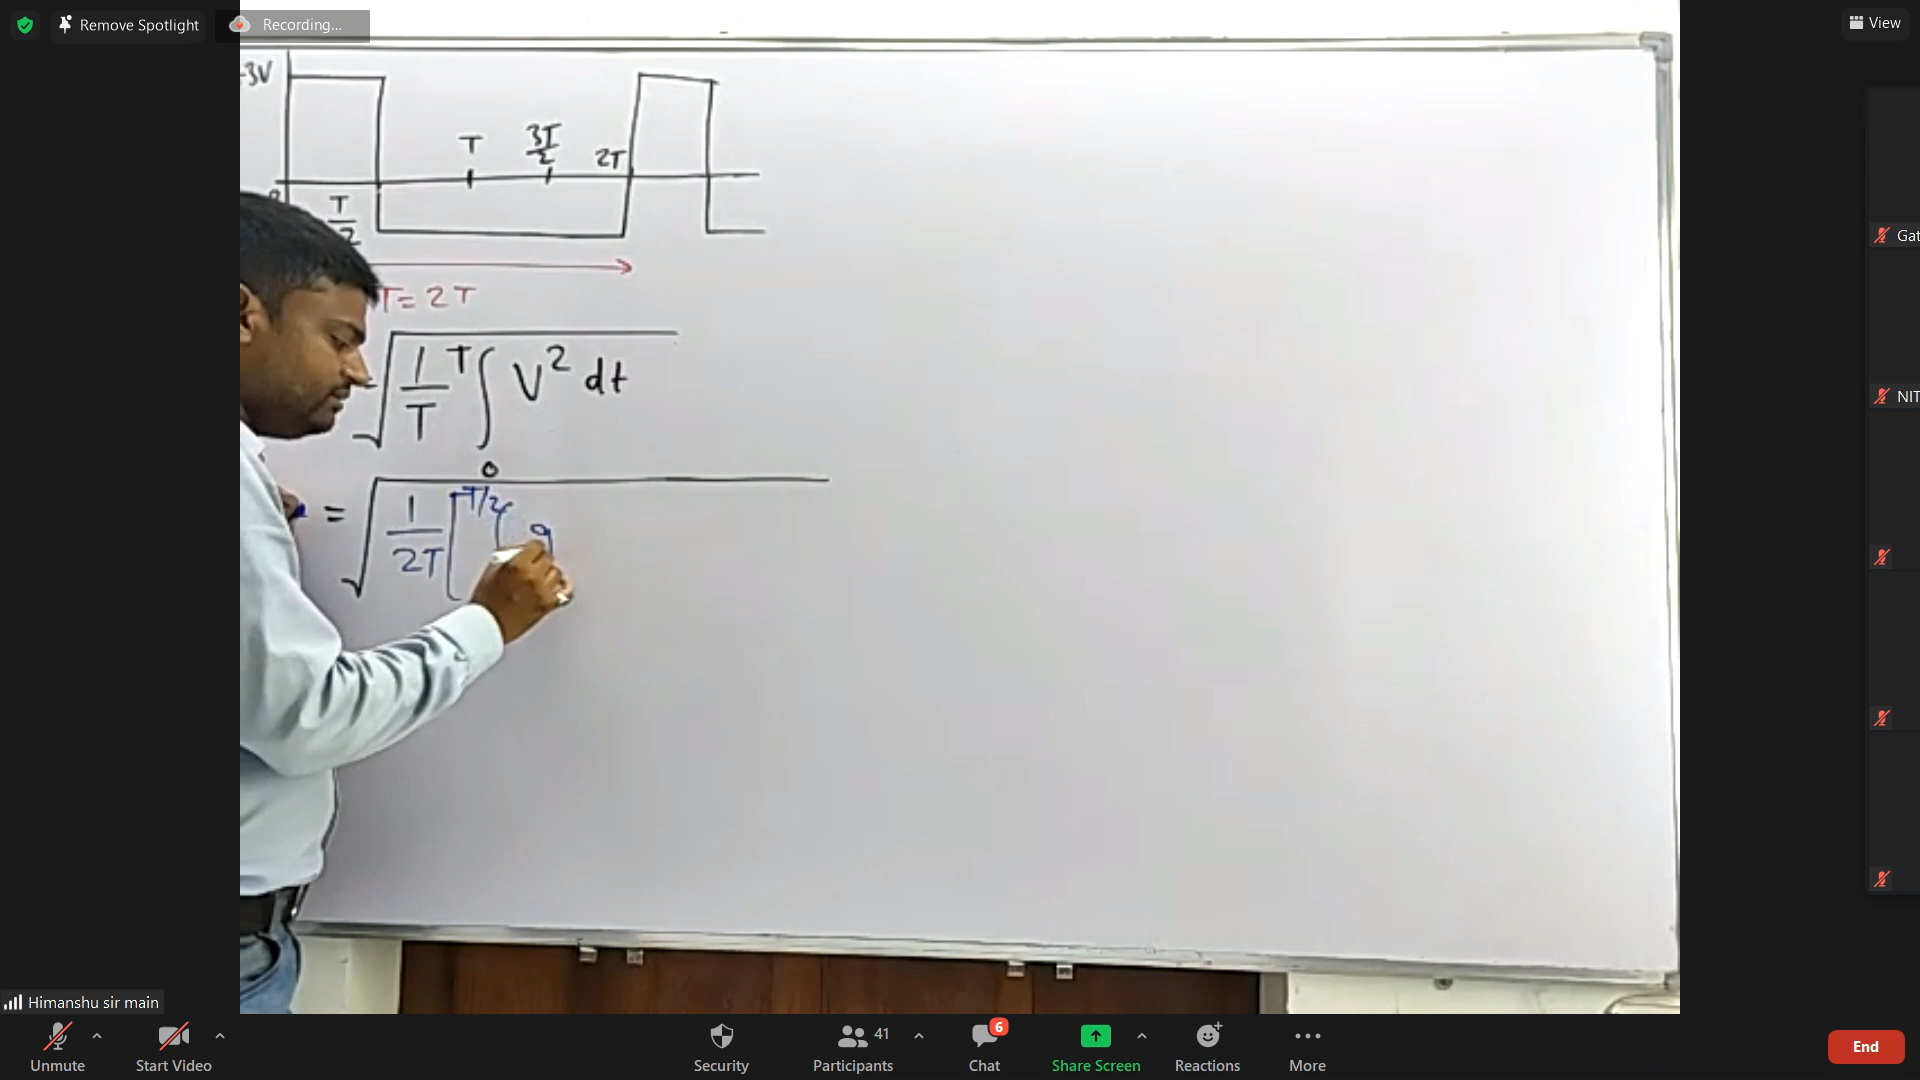 Remove Spotlight
Recording...
View
-3V
T
3T/2
2T
T/2
T = 2T
= √ 1/T ∫ T 0 V² dt
= √ 1/2T [ T/2 ∫ 9
Gat
NIT
Himanshu sir main
Unmute
Start Video
Security
Participants
41
Chat
6
Share Screen
Reactions
More
End